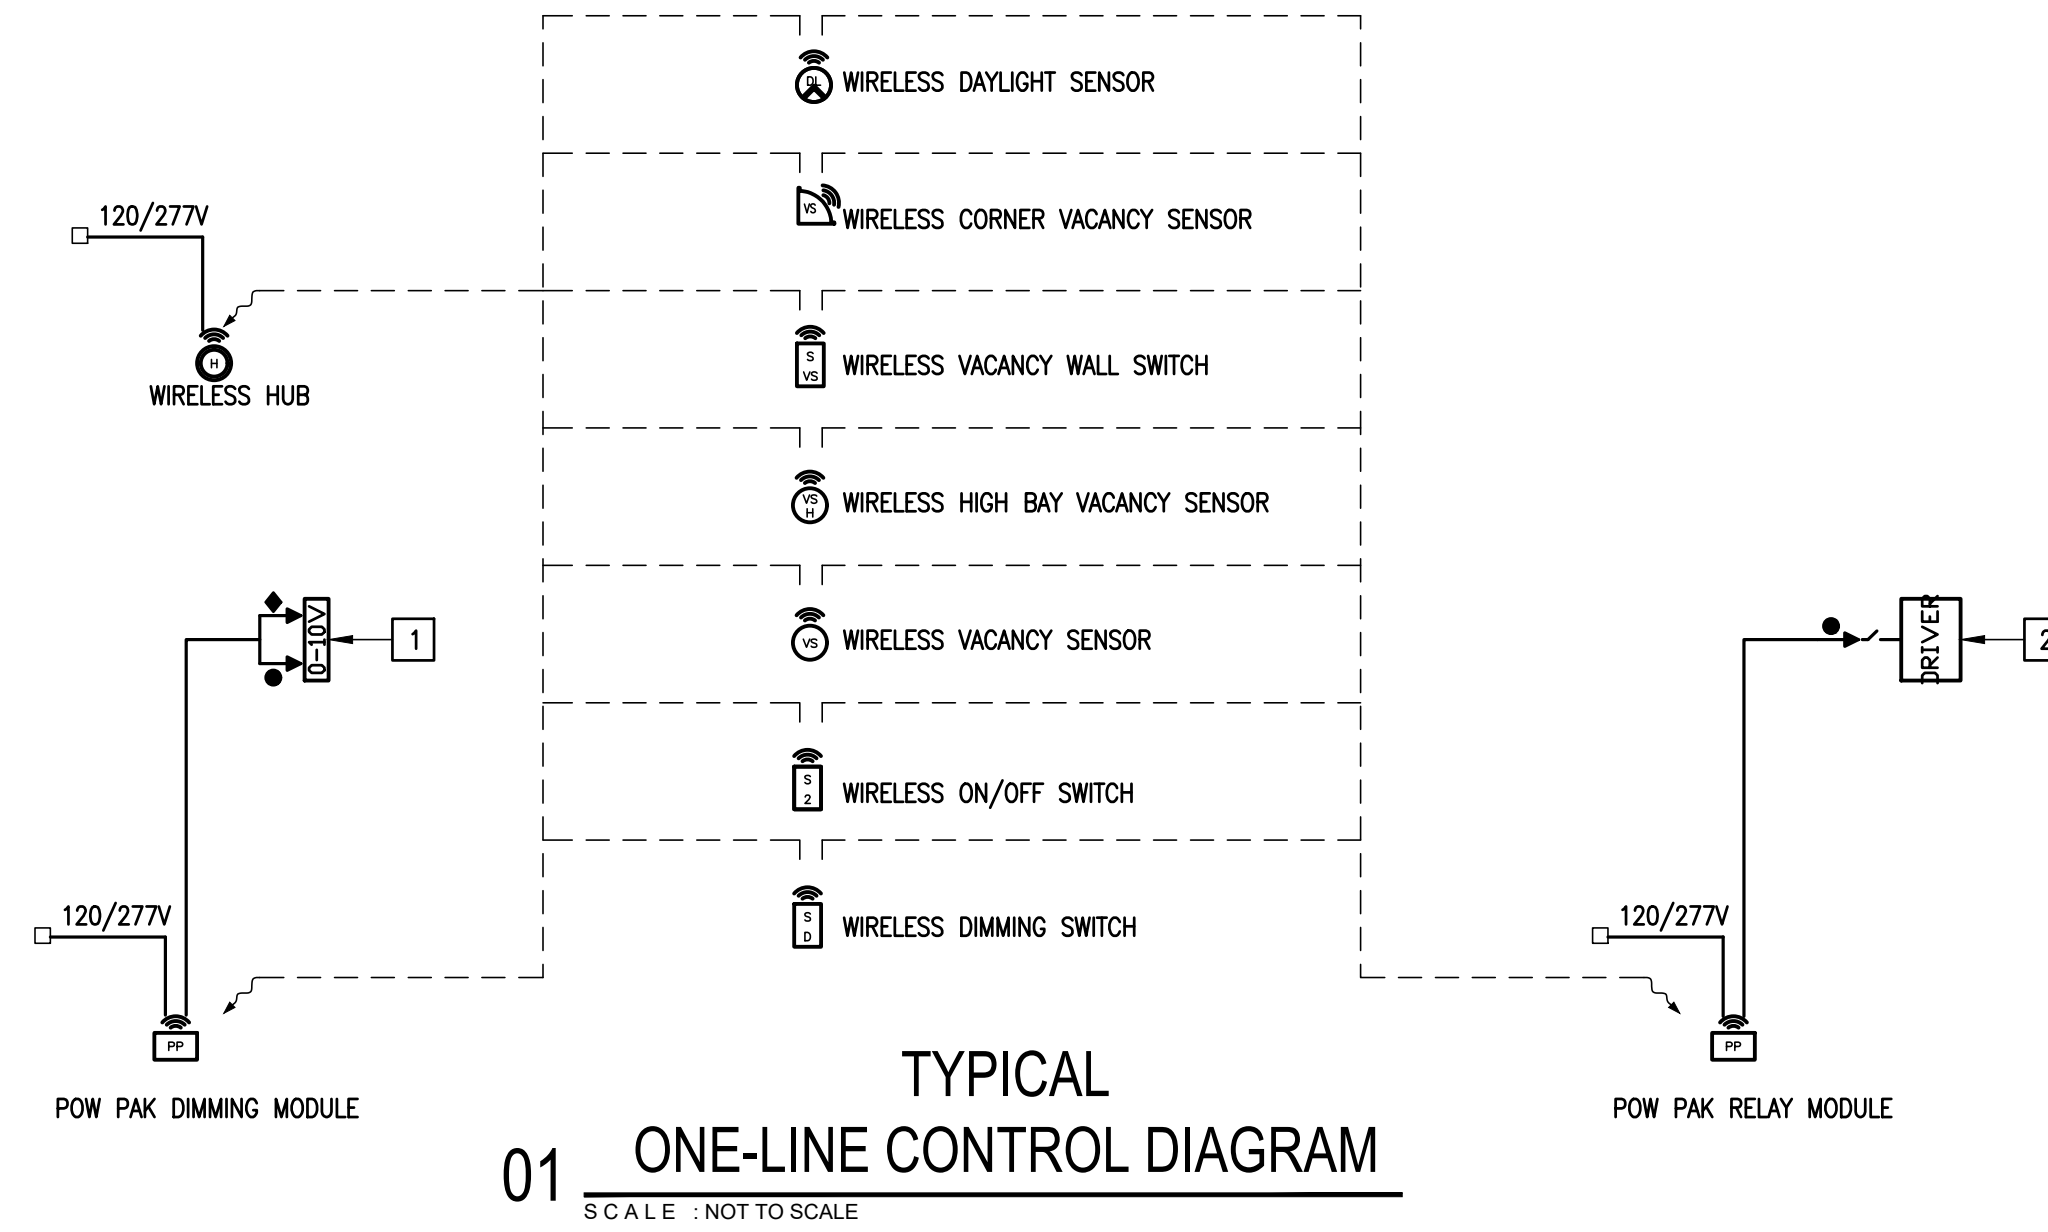 DL
WIRELESS DAYLIGHT SENSOR
VS
WIRELESS CORNER VACANCY SENSOR
120/277V
H
WIRELESS HUB
S
VS
WIRELESS VACANCY WALL SWITCH
VS
H
WIRELESS HIGH BAY VACANCY SENSOR
0-10V
1
VS
WIRELESS VACANCY SENSOR
DRIVER
2
S
2
WIRELESS ON/OFF SWITCH
S
D
WIRELESS DIMMING SWITCH
120/277V
PP
POW PAK DIMMING MODULE
120/277V
PP
POW PAK RELAY MODULE
TYPICAL
01 ONE-LINE CONTROL DIAGRAM
SCALE : NOT TO SCALE